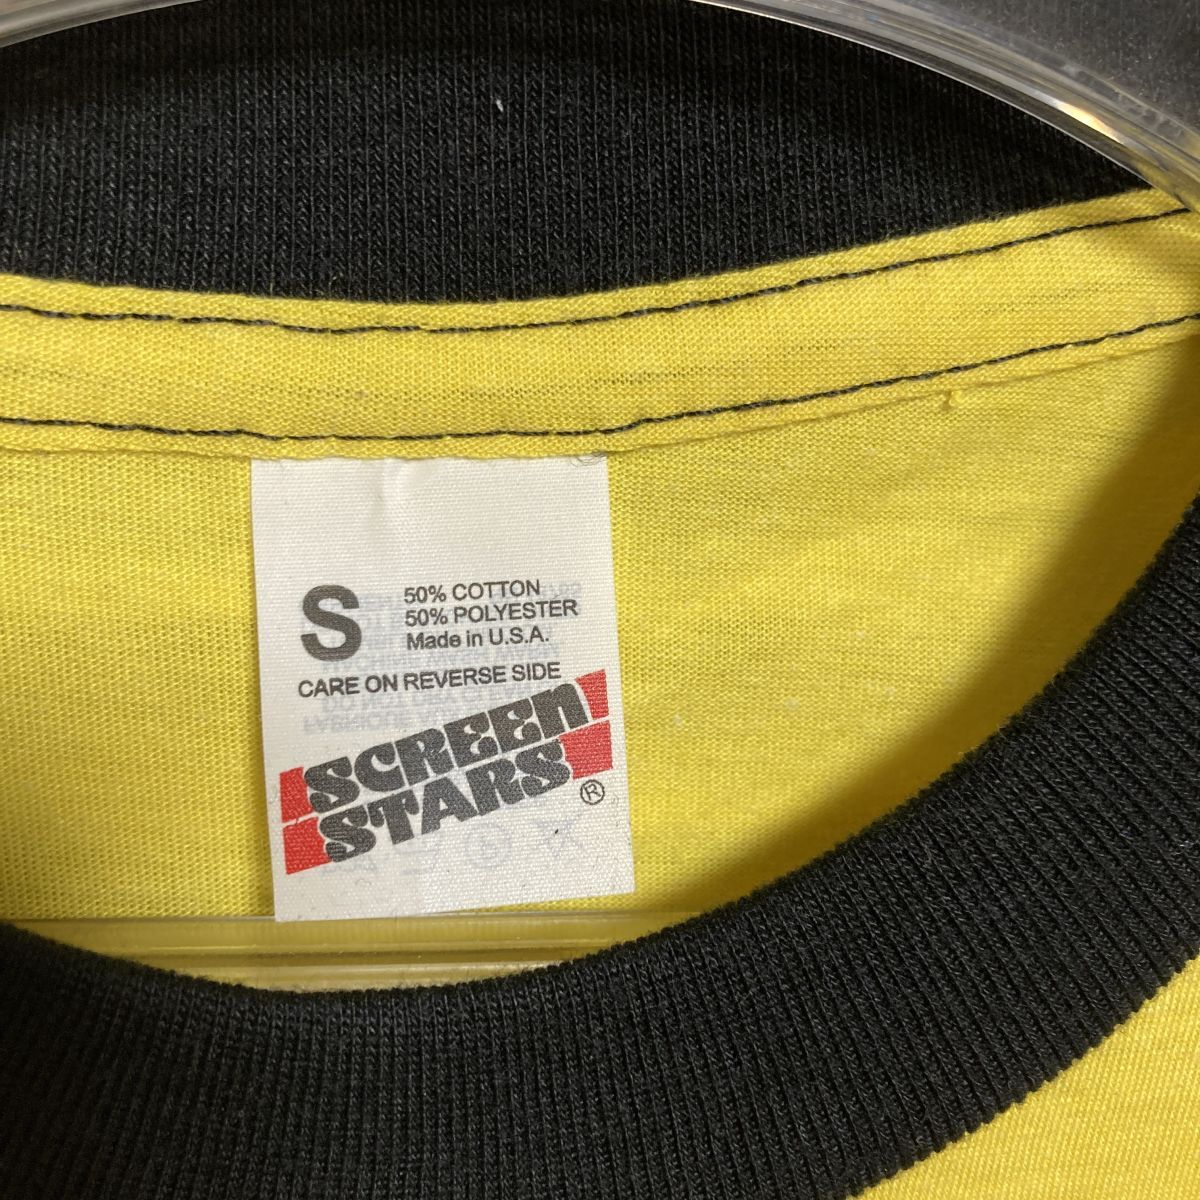 S
50% COTTON
50% POLYESTER
Made in U.S.A.
CARE ON REVERSE SIDE
SCREEN
STARS ®